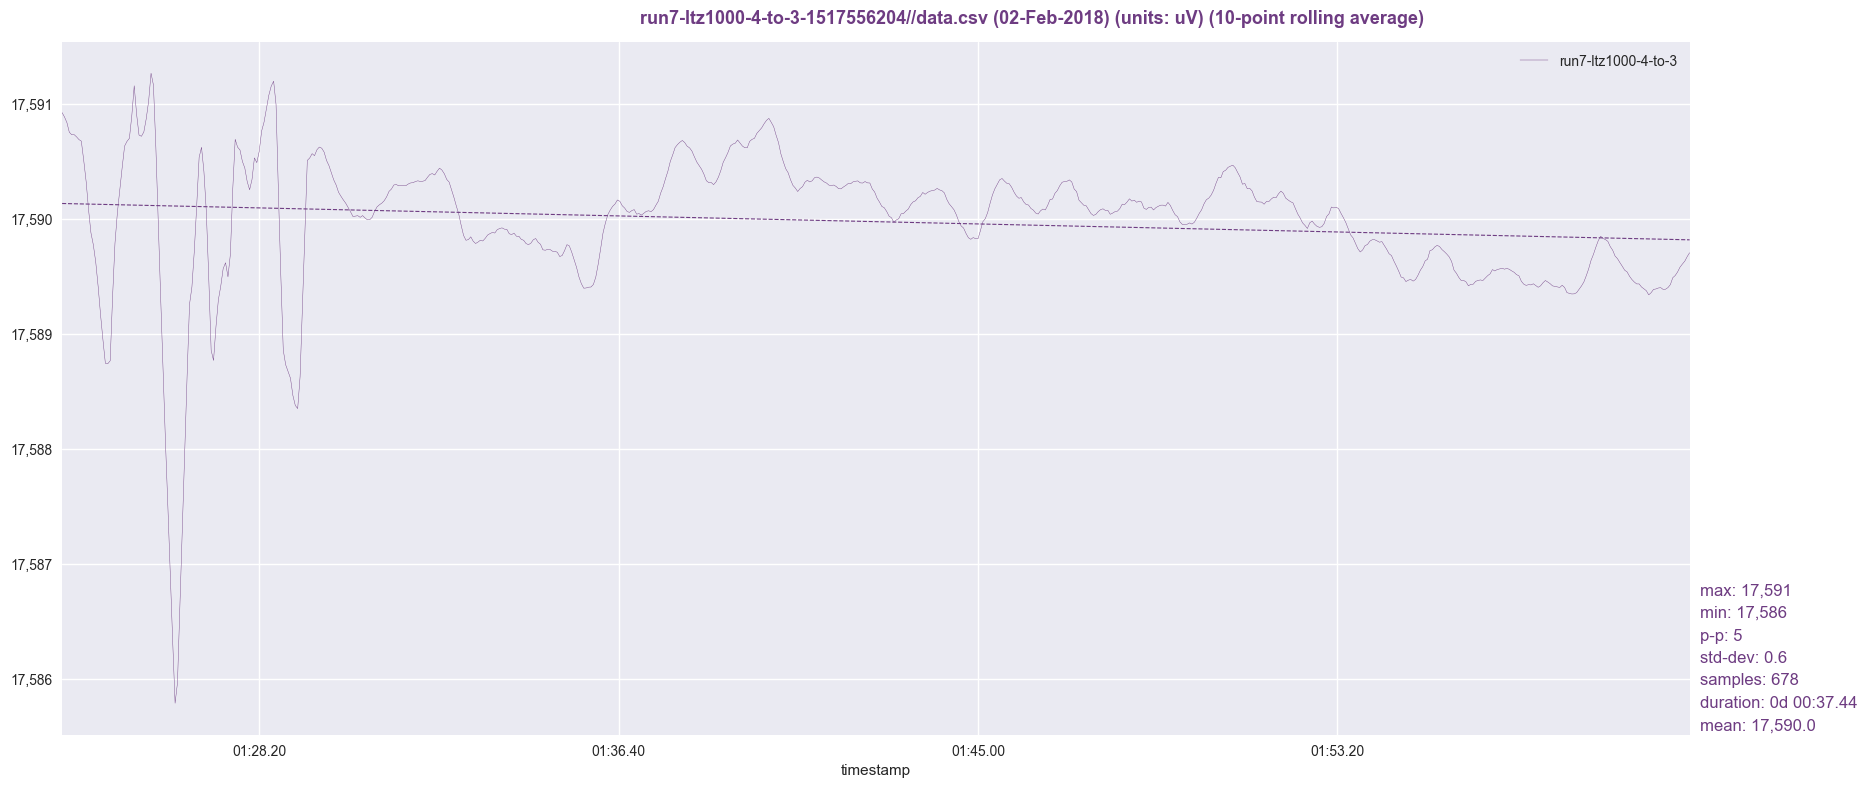 run7-ltz1000-4-to-3-1517556204//data.csv (02-Feb-2018) (units: uV) (10-point rolling average)
run7-ltz1000-4-to-3
17,591
17,590
17,589
17,588
17,587
17,586
max: 17,591
min: 17,586
p-p: 5
std-dev: 0.6
samples: 678
duration: 0d 00:37.44
mean: 17,590.0
01:28.20 01:36.40 01:45.00 01:53.20
timestamp